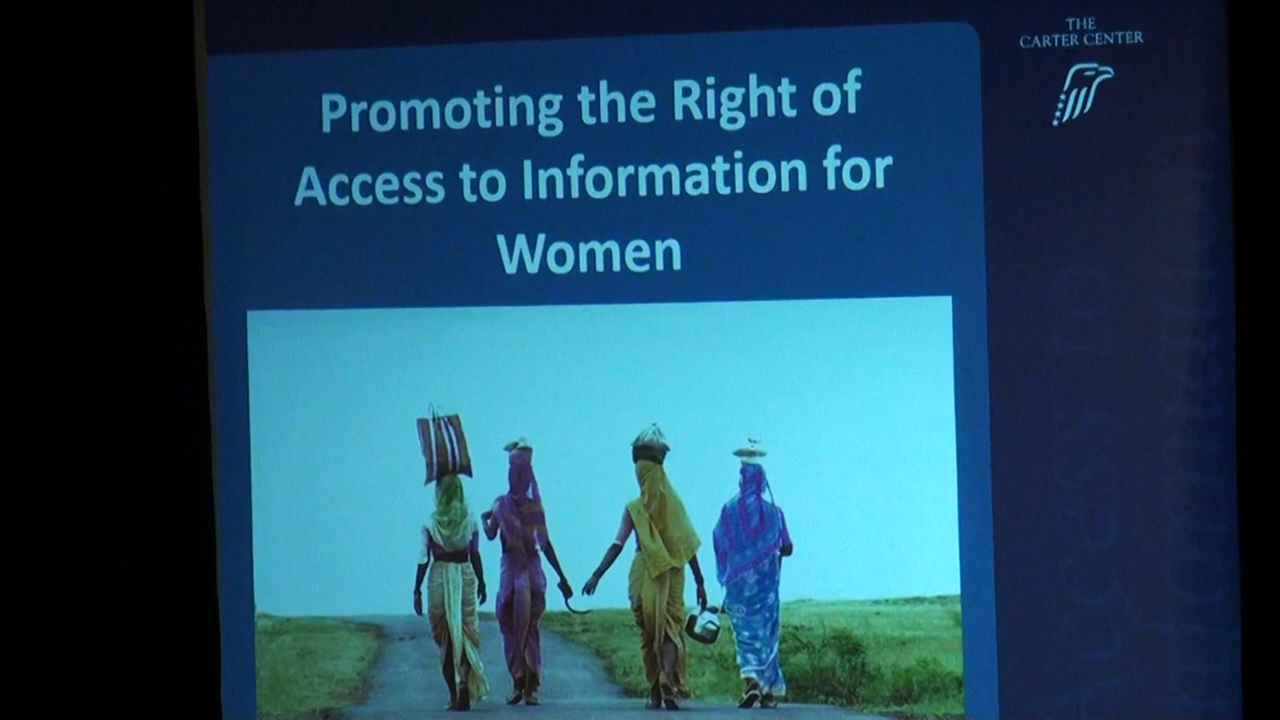 THE
CARTER CENTER
Promoting the Right of
Access to Information for
Women